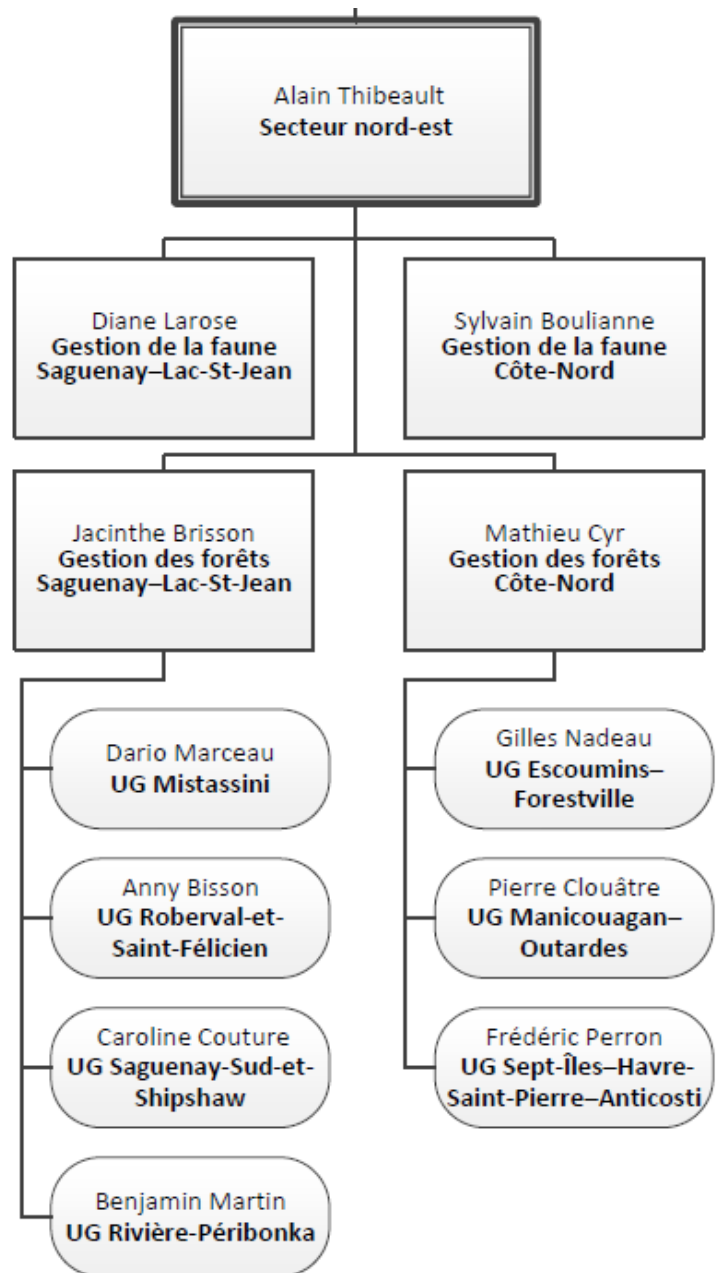 Alain Thibeault
Secteur nord-est
Diane Larose
Gestion de la faune
Saguenay–Lac-St-Jean
Sylvain Boulianne
Gestion de la faune
Côte-Nord
Jacinthe Brisson
Gestion des forêts
Saguenay–Lac-St-Jean
Mathieu Cyr
Gestion des forêts
Côte-Nord
Dario Marceau
UG Mistassini
Anny Bisson
UG Roberval-et-
Saint-Félicien
Caroline Couture
UG Saguenay-Sud-et-
Shipshaw
Benjamin Martin
UG Rivière-Péribonka
Gilles Nadeau
UG Escoumins–
Forestville
Pierre Clouâtre
UG Manicouagan–
Outardes
Frédéric Perron
UG Sept-Îles–Havre-
Saint-Pierre–Anticosti